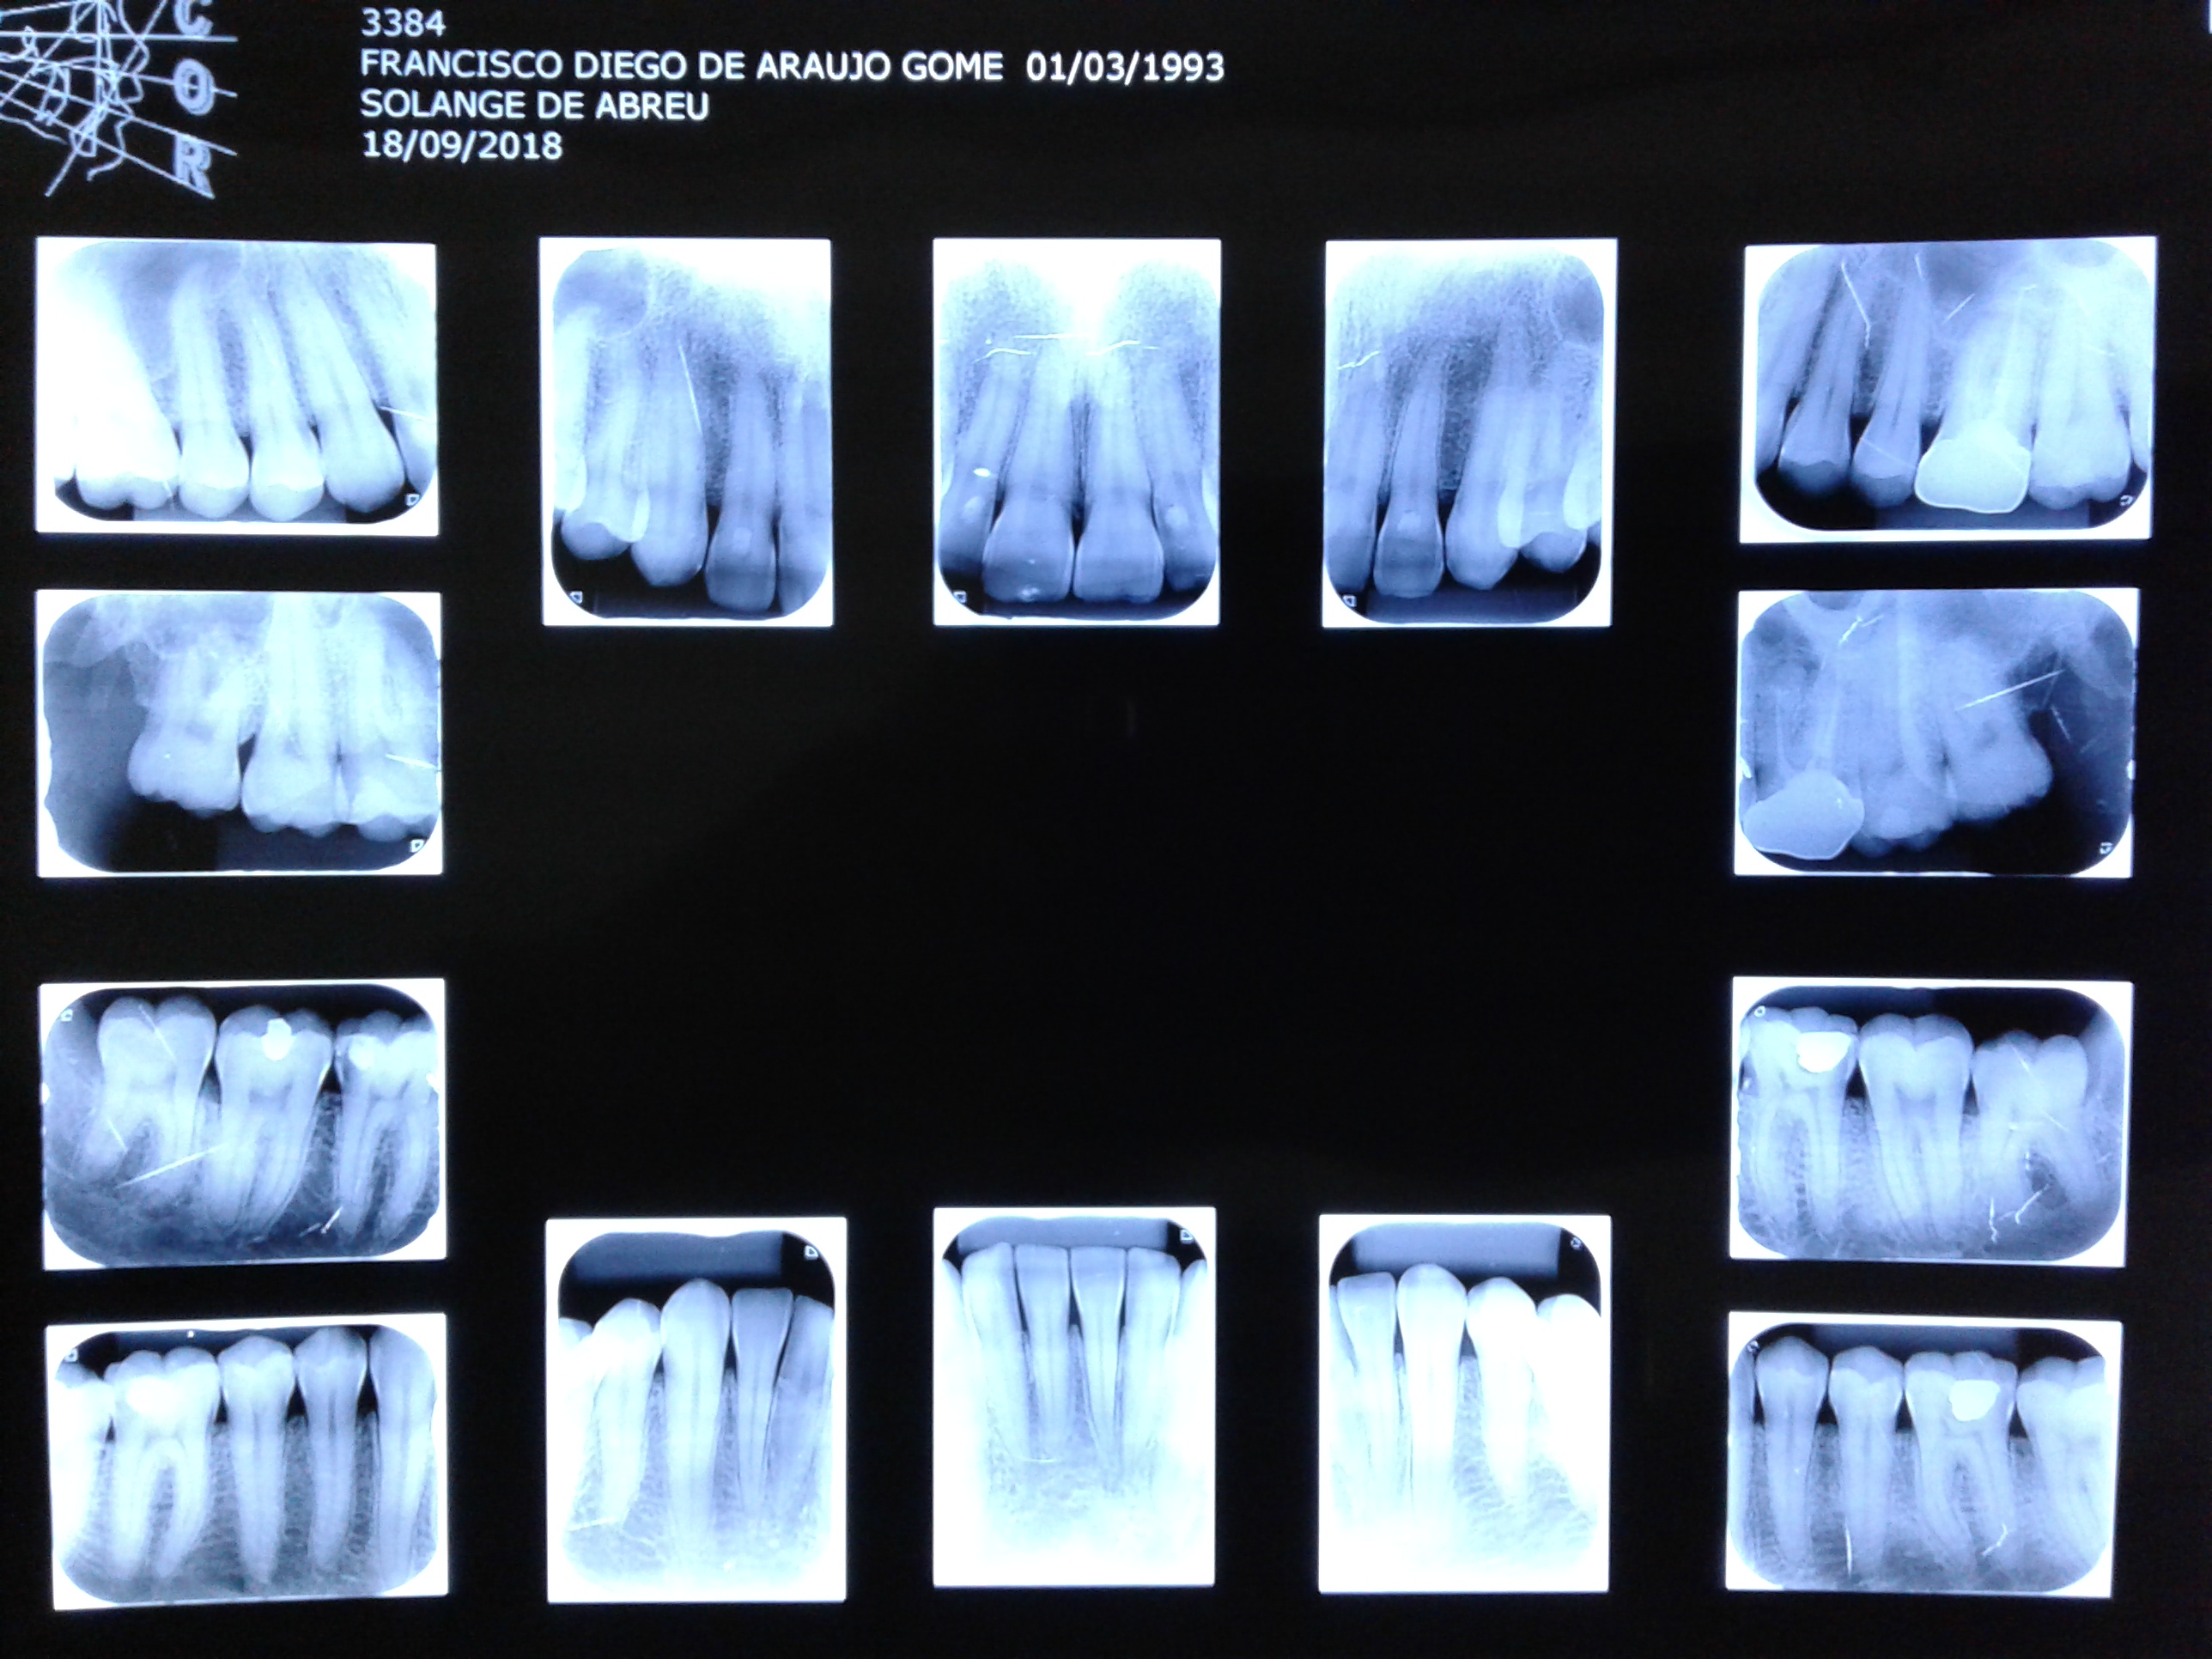 3384
FRANCISCO DIEGO DE ARAUJO GOME 01/03/1993
SOLANGE DE ABREU
18/09/2018
C
O
R